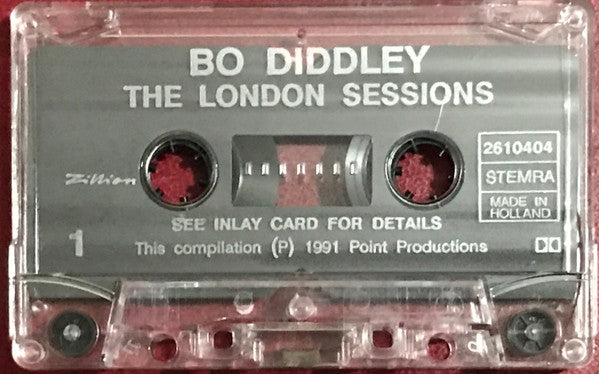 BO DIDDLEY
THE LONDON SESSIONS
2610404
STEMRA
MADE IN
HOLLAND
Zillion
SEE INLAY CARD FOR DETAILS
1
This compilation (P) 1991 Point Productions